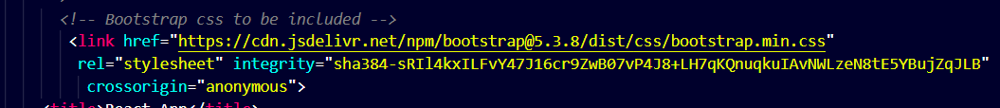 <!-- Bootstrap css to be included -->
<link href="https://cdn.jsdelivr.net/npm/bootstrap@5.3.8/dist/css/bootstrap.min.css"
rel="stylesheet" integrity="sha384-sRIl4kxILFvY47J16cr9ZwB07vP4J8+LH7qKQnuqkuIAvNWLzeN8tE5YBujZqJLB"
crossorigin="anonymous">
<title>React App</title>